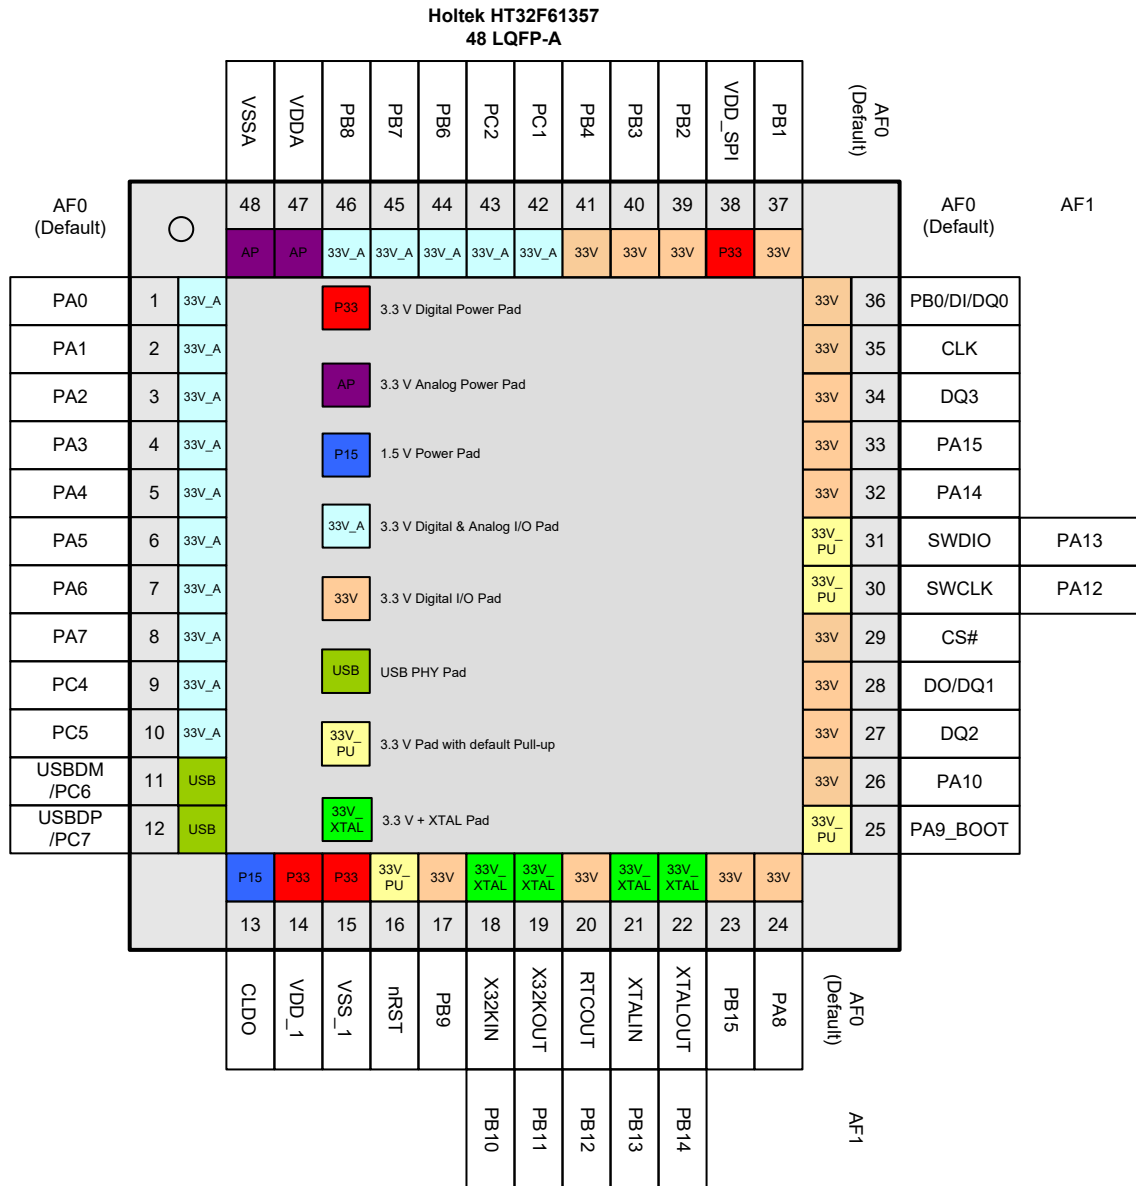 Holtek HT32F61357
48 LQFP-A
VSSA
VDDA
PB8
PB7
PB6
PC2
PC1
PB4
PB3
PB2
VDD_SPI
PB1
AF0
(Default)
48 47 46 45 44 43 42 41 40 39 38 37
AP AP 33V_A 33V_A 33V_A 33V_A 33V_A 33V 33V 33V P33 33V
AF0
(Default)
AF0
(Default)
AF1
PA0 1 33V_A
PA1 2 33V_A
PA2 3 33V_A
PA3 4 33V_A
PA4 5 33V_A
PA5 6 33V_A
PA6 7 33V_A
PA7 8 33V_A
PC4 9 33V_A
PC5 10 33V_A
USBDM
/PC6
11 USB
USBDP
/PC7
12 USB
P33 3.3 V Digital Power Pad
AP 3.3 V Analog Power Pad
P15 1.5 V Power Pad
33V_A 3.3 V Digital & Analog I/O Pad
33V 3.3 V Digital I/O Pad
USB USB PHY Pad
33V_
PU
3.3 V Pad with default Pull-up
33V_
XTAL
3.3 V + XTAL Pad
33V 36 PB0/DI/DQ0
33V 35 CLK
33V 34 DQ3
33V 33 PA15
33V 32 PA14
33V_
PU
31 SWDIO PA13
33V_
PU
30 SWCLK PA12
33V 29 CS#
33V 28 DO/DQ1
33V 27 DQ2
33V 26 PA10
33V_
PU
25 PA9_BOOT
P15 P33 P33 33V_
PU
33V 33V_
XTAL
33V_
XTAL
33V 33V_
XTAL
33V_
XTAL
33V 33V
13 14 15 16 17 18 19 20 21 22 23 24
CLDO
VDD_1
VSS_1
nRST
PB9
X32KIN
X32KOUT
RTCOUT
XTALIN
XTALOUT
PB15
PA8
AF0
(Default)
PB10
PB11
PB12
PB13
PB14
AF1